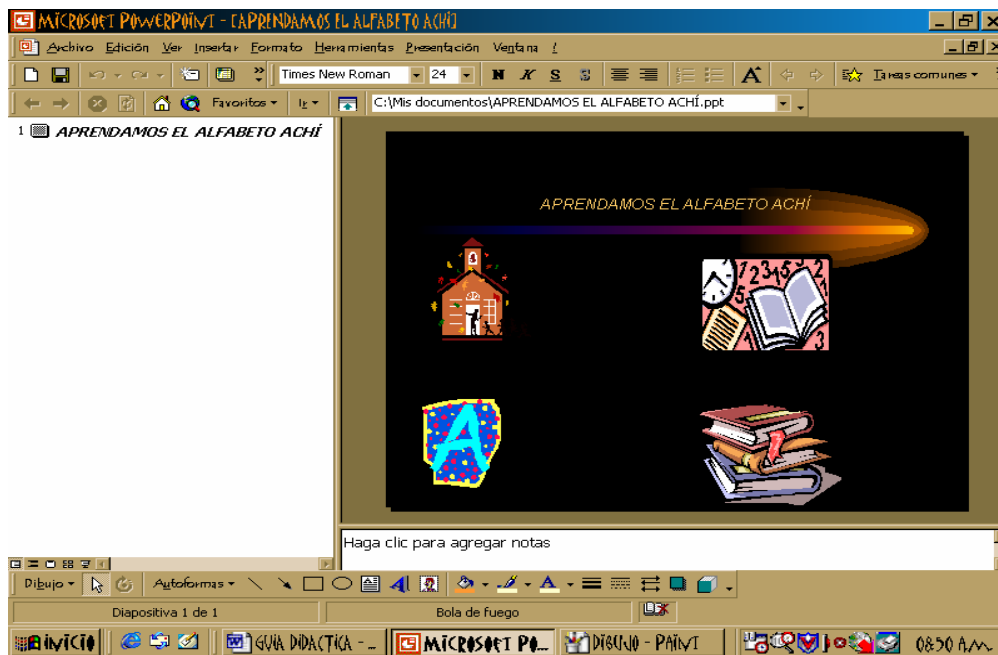 MICROSOFT POWERPOINT - [APRENDAMOS EL ALFABETO ACHÍ]
Archivo Edición Ver Insertar Formato Herramientas Presentación Ventana ?
Times New Roman 24 N K S S Tareas comunes
Favoritos Ir C:\Mis documentos\APRENDAMOS EL ALFABETO ACHÍ.ppt
1 APRENDAMOS EL ALFABETO ACHÍ
APRENDAMOS EL ALFABETO ACHÍ
A
Haga clic para agregar notas
Dibujo Autoformas
Diapositiva 1 de 1 Bola de fuego
INICIO GUIA DIDACTICA - ... MICROSOFT PO... DIBUJO - PAINT 08:50 A.M.